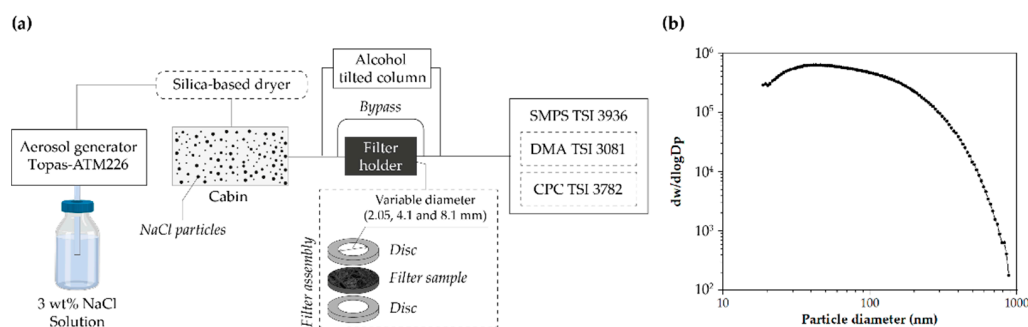 (a)
Alcohol
tilted column
Silica-based dryer
Bypass
Aerosol generator
Topas-ATM226
Filter
holder
SMPS TSI 3936
DMA TSI 3081
CPC TSI 3782
Cabin
NaCl particles
Variable diameter
(2.05, 4.1 and 8.1 mm)
Filter assembly
Disc
Filter sample
Disc
3 wt% NaCl
Solution
(b)
dw/dlogDp
10⁶
10⁵
10⁴
10³
10²
10
100
1000
Particle diameter (nm)